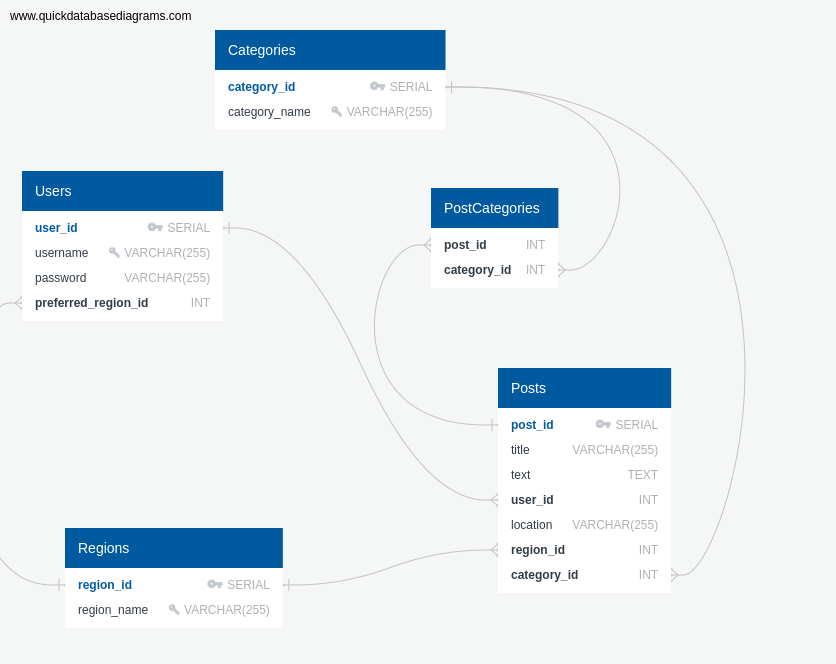 www.quickdatabasediagrams.com
Categories
category_id SERIAL
category_name VARCHAR(255)
Users
user_id SERIAL
username VARCHAR(255)
password VARCHAR(255)
preferred_region_id INT
PostCategories
post_id INT
category_id INT
Posts
post_id SERIAL
title VARCHAR(255)
text TEXT
user_id INT
location VARCHAR(255)
region_id INT
category_id INT
Regions
region_id SERIAL
region_name VARCHAR(255)